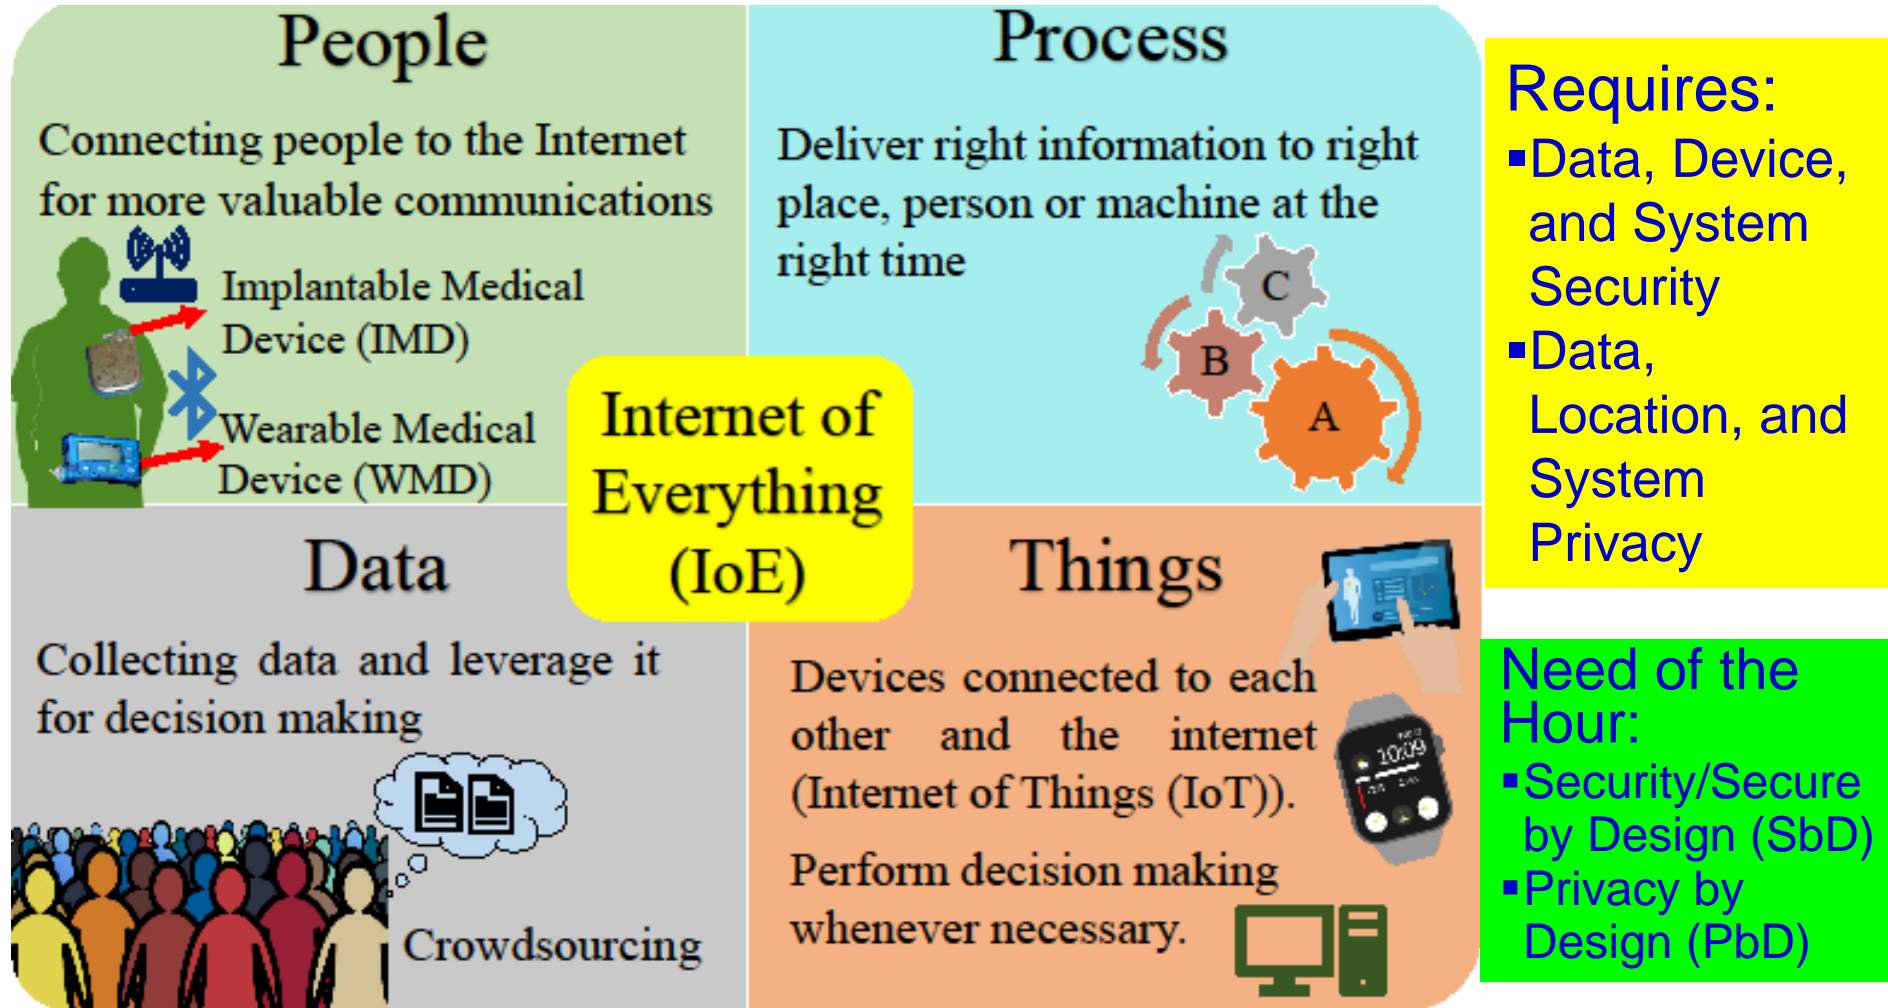 People
Connecting people to the Internet
for more valuable communications
Implantable Medical
Device (IMD)
Wearable Medical
Device (WMD)
Process
Deliver right information to right
place, person or machine at the
right time
C
B
A
Internet of
Everything
(IoE)
Data
Collecting data and leverage it
for decision making
Crowdsourcing
Things
Devices connected to each
other and the internet
(Internet of Things (IoT)).
Perform decision making
whenever necessary.
10:09
Requires:
▪Data, Device,
and System
Security
▪Data,
Location, and
System
Privacy
Need of the
Hour:
▪Security/Secure
by Design (SbD)
▪Privacy by
Design (PbD)